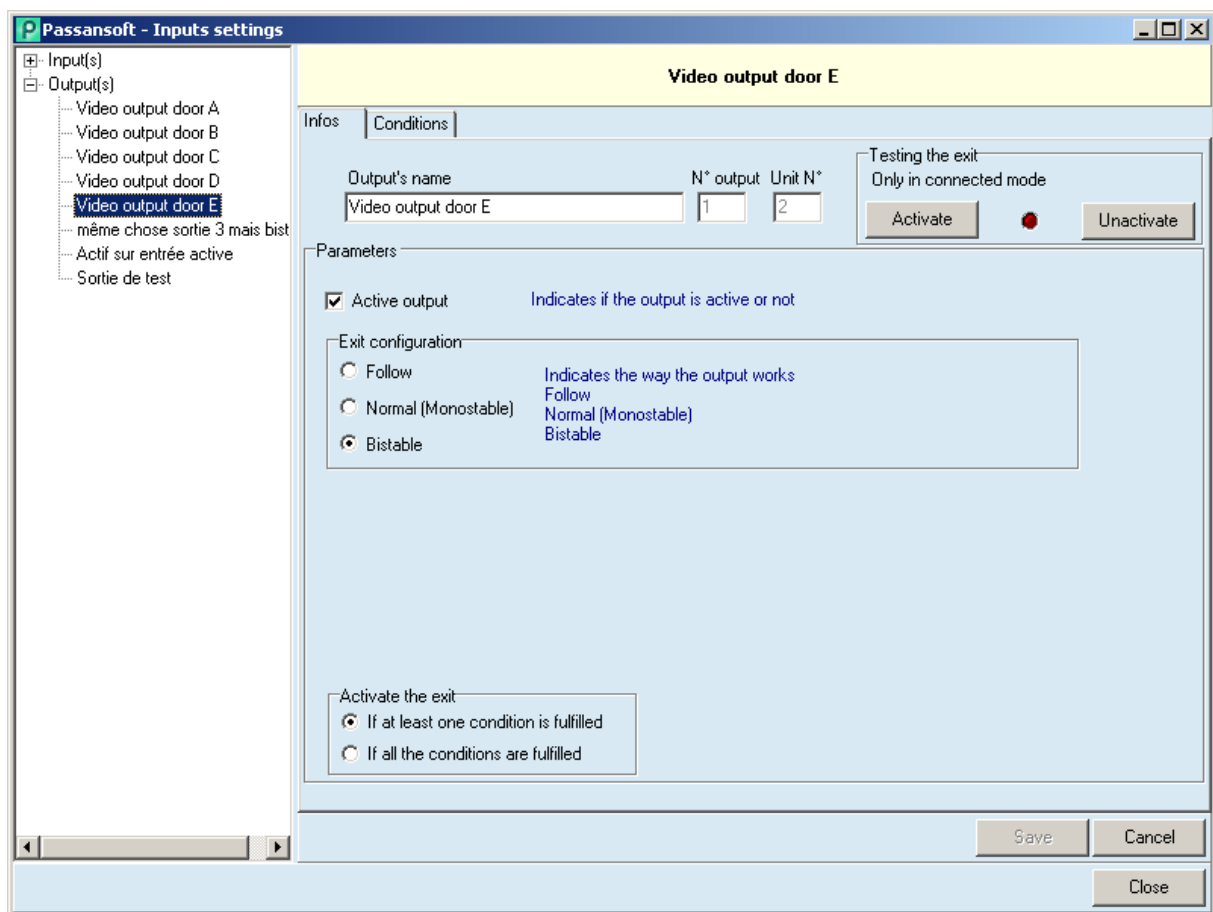 Passansoft - Inputs settings
Input(s)
Output(s)
Video output door A
Video output door B
Video output door C
Video output door D
Video output door E
même chose sortie 3 mais bist
Actif sur entrée active
Sortie de test
Video output door E
Infos
Conditions
Output's name
N° output
Unit N°
Video output door E
1
2
Testing the exit
Only in connected mode
Activate
Unactivate
Parameters
Active output
Indicates if the output is active or not
Exit configuration
Follow
Normal (Monostable)
Bistable
Indicates the way the output works
Follow
Normal (Monostable)
Bistable
Activate the exit
If at least one condition is fulfilled
If all the conditions are fulfilled
Save
Cancel
Close